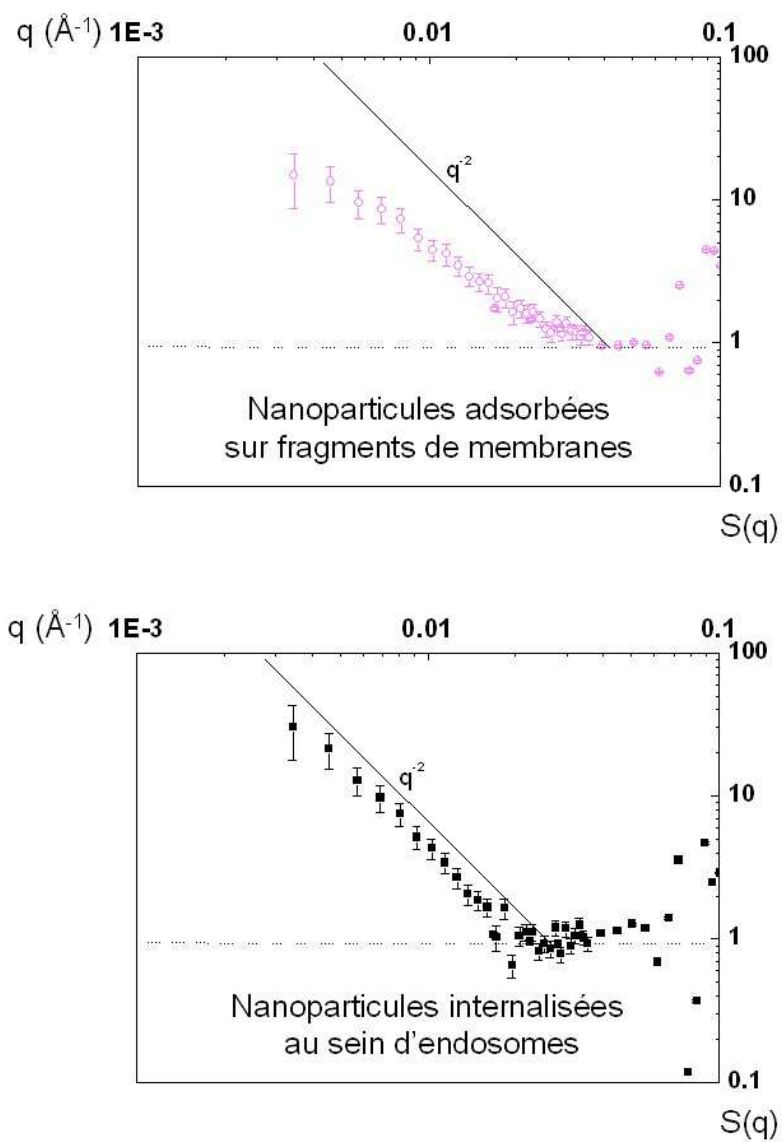 q (Å⁻¹) 1E-3 0.01 0.1
100
q⁻²
10
1
Nanoparticules adsorbées
sur fragments de membranes
0.1
S(q)
q (Å⁻¹) 1E-3 0.01 0.1
100
q⁻²
10
1
Nanoparticules internalisées
au sein d'endosomes
0.1
S(q)